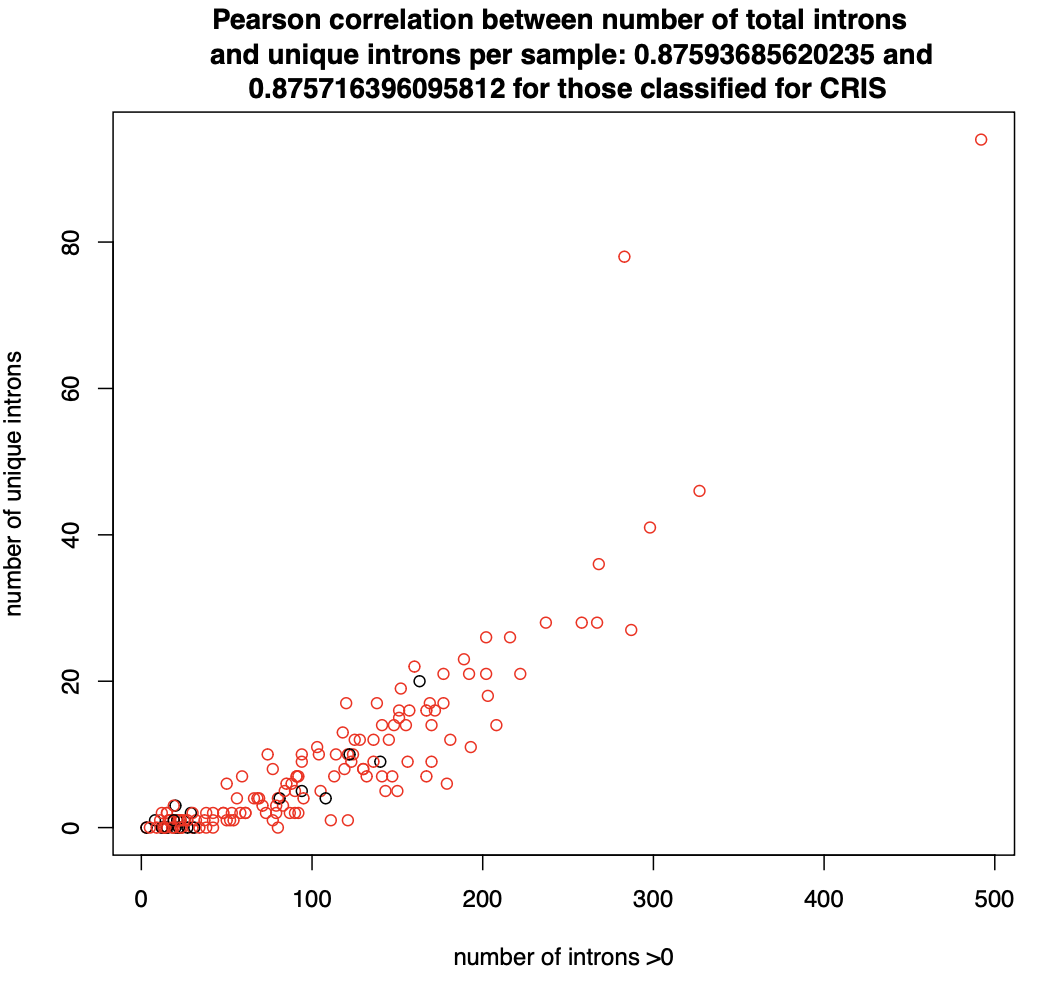 Pearson correlation between number of total introns
and unique introns per sample: 0.87593685620235 and
0.875716396095812 for those classified for CRIS
number of unique introns
80
60
40
20
0
0 100 200 300 400 500
number of introns >0